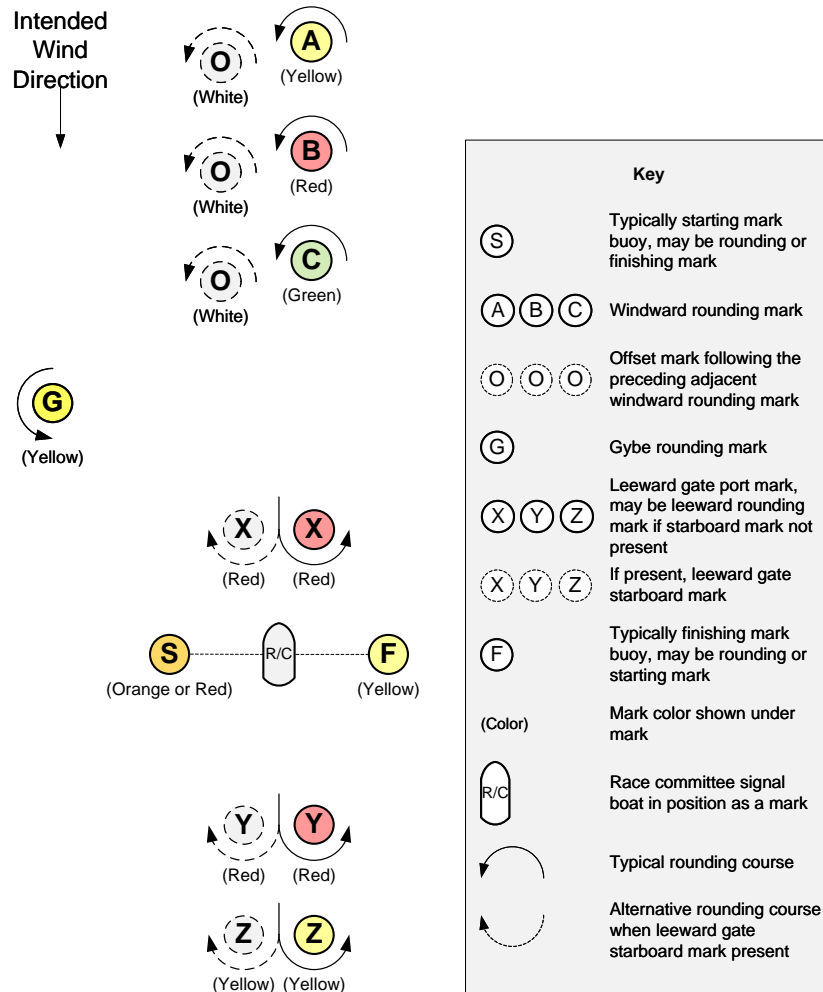 Intended
Wind
Direction
O
(White)
A
(Yellow)
O
(White)
B
(Red)
O
(White)
C
(Green)
G
(Yellow)
X
(Red)
X
(Red)
S
(Orange or Red)
R/C
F
(Yellow)
Y
(Red)
Y
(Red)
Z
(Yellow)
Z
(Yellow)
Key
S
Typically starting mark
buoy, may be rounding or
finishing mark
A B C
Windward rounding mark
O O O
Offset mark following the
preceding adjacent
windward rounding mark
G
Gybe rounding mark
X Y Z
Leeward gate port mark,
may be leeward rounding
mark if starboard mark not
present
X Y Z
If present, leeward gate
starboard mark
F
Typically finishing mark
buoy, may be rounding or
starting mark
(Color)
Mark color shown under
mark
R/C
Race committee signal
boat in position as a mark
Typical rounding course
Alternative rounding course
when leeward gate
starboard mark present